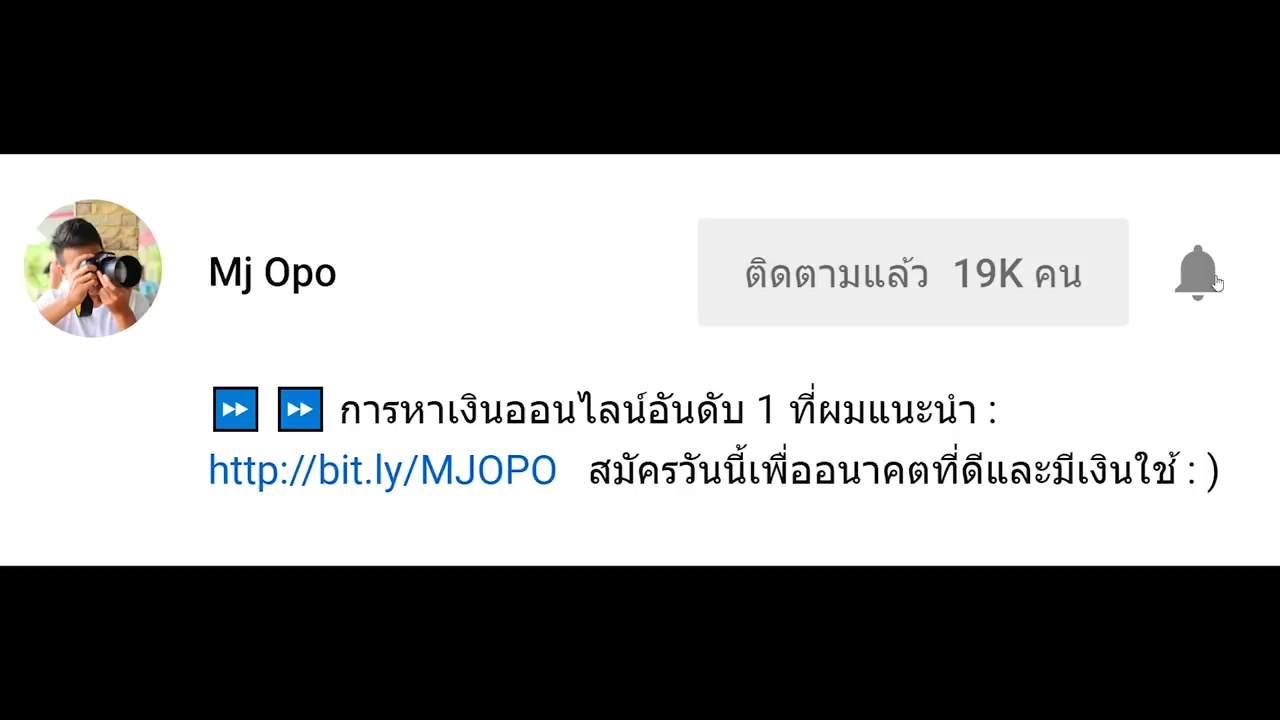 Mj Opo
ติดตามแล้ว 19K คน
⏩ ⏩ การหาเงินออนไลน์อันดับ 1 ที่ผมแนะนำ :
http://bit.ly/MJOPO สมัครวันนี้เพื่ออนาคตที่ดีและมีเงินใช้ : )